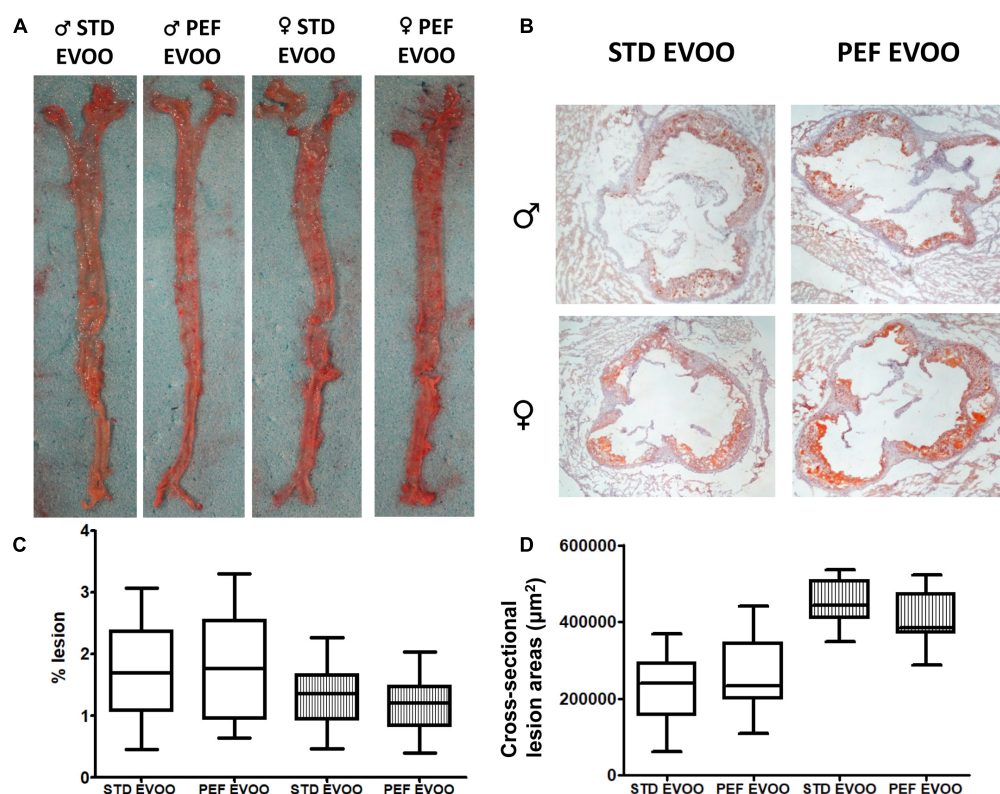 A
♂ STD
EVOO
♂ PEF
EVOO
♀ STD
EVOO
♀ PEF
EVOO
B
STD EVOO
PEF EVOO
♂
♀
C
% lesion
4
3
2
1
0
STD EVOO
PEF EVOO
STD EVOO
PEF EVOO
D
Cross-sectional
lesion areas (µm²)
600000
400000
200000
0
STD EVOO
PEF EVOO
STD EVOO
PEF EVOO